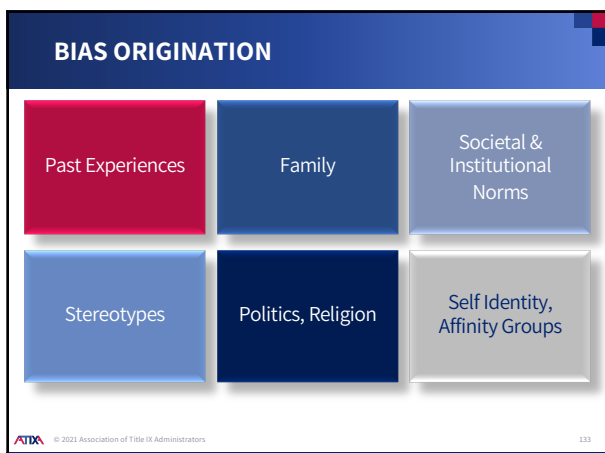 BIAS ORIGINATION
Past Experiences
Family
Societal &
Institutional
Norms
Stereotypes
Politics, Religion
Self Identity,
Affinity Groups
ATIXA © 2021 Association of Title IX Administrators
133